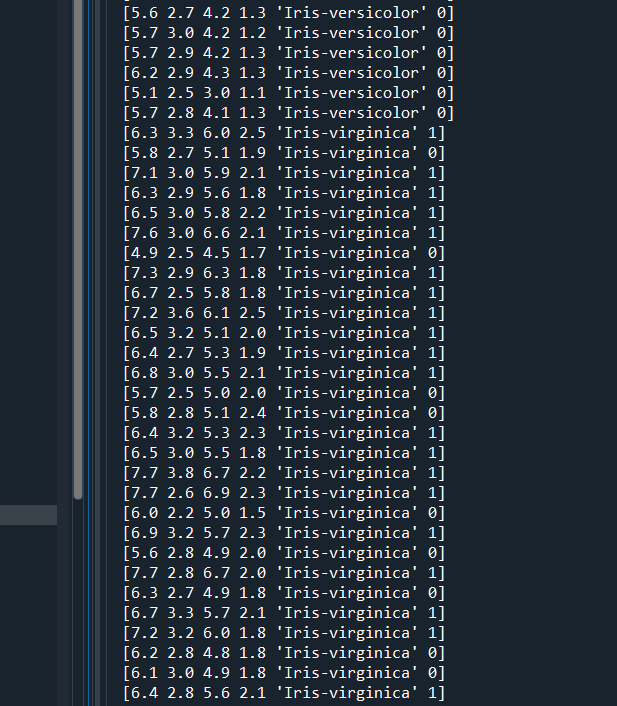 [5.6 2.7 4.2 1.3 'Iris-versicolor' 0]
[5.7 3.0 4.2 1.2 'Iris-versicolor' 0]
[5.7 2.9 4.2 1.3 'Iris-versicolor' 0]
[6.2 2.9 4.3 1.3 'Iris-versicolor' 0]
[5.1 2.5 3.0 1.1 'Iris-versicolor' 0]
[5.7 2.8 4.1 1.3 'Iris-versicolor' 0]
[6.3 3.3 6.0 2.5 'Iris-virginica' 1]
[5.8 2.7 5.1 1.9 'Iris-virginica' 0]
[7.1 3.0 5.9 2.1 'Iris-virginica' 1]
[6.3 2.9 5.6 1.8 'Iris-virginica' 1]
[6.5 3.0 5.8 2.2 'Iris-virginica' 1]
[7.6 3.0 6.6 2.1 'Iris-virginica' 1]
[4.9 2.5 4.5 1.7 'Iris-virginica' 0]
[7.3 2.9 6.3 1.8 'Iris-virginica' 1]
[6.7 2.5 5.8 1.8 'Iris-virginica' 1]
[7.2 3.6 6.1 2.5 'Iris-virginica' 1]
[6.5 3.2 5.1 2.0 'Iris-virginica' 1]
[6.4 2.7 5.3 1.9 'Iris-virginica' 1]
[6.8 3.0 5.5 2.1 'Iris-virginica' 1]
[5.7 2.5 5.0 2.0 'Iris-virginica' 0]
[5.8 2.8 5.1 2.4 'Iris-virginica' 0]
[6.4 3.2 5.3 2.3 'Iris-virginica' 1]
[6.5 3.0 5.5 1.8 'Iris-virginica' 1]
[7.7 3.8 6.7 2.2 'Iris-virginica' 1]
[7.7 2.6 6.9 2.3 'Iris-virginica' 1]
[6.0 2.2 5.0 1.5 'Iris-virginica' 0]
[6.9 3.2 5.7 2.3 'Iris-virginica' 1]
[5.6 2.8 4.9 2.0 'Iris-virginica' 0]
[7.7 2.8 6.7 2.0 'Iris-virginica' 1]
[6.3 2.7 4.9 1.8 'Iris-virginica' 0]
[6.7 3.3 5.7 2.1 'Iris-virginica' 1]
[7.2 3.2 6.0 1.8 'Iris-virginica' 1]
[6.2 2.8 4.8 1.8 'Iris-virginica' 0]
[6.1 3.0 4.9 1.8 'Iris-virginica' 0]
[6.4 2.8 5.6 2.1 'Iris-virginica' 1]